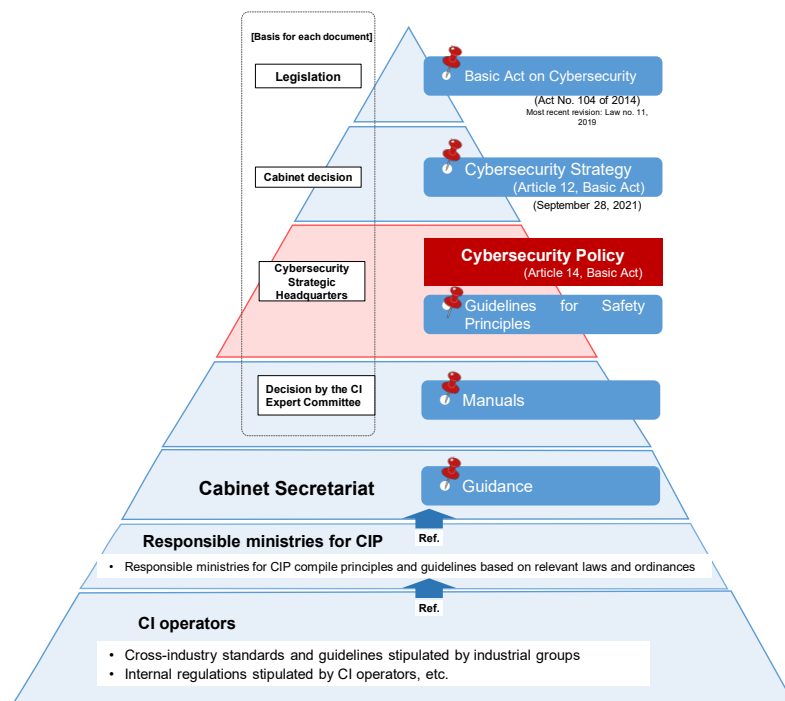 [Basis for each document]
Legislation
Basic Act on Cybersecurity
(Act No. 104 of 2014)
Most recent revision: Law no. 11,
2019
Cabinet decision
Cybersecurity Strategy
(Article 12, Basic Act)
(September 28, 2021)
Cybersecurity
Strategic
Headquarters
Cybersecurity Policy
(Article 14, Basic Act)
Guidelines for Safety
Principles
Decision by the CI
Expert Committee
Manuals
Cabinet Secretariat
Guidance
Ref.
Responsible ministries for CIP
• Responsible ministries for CIP compile principles and guidelines based on relevant laws and ordinances
Ref.
CI operators
• Cross-industry standards and guidelines stipulated by industrial groups
• Internal regulations stipulated by CI operators, etc.